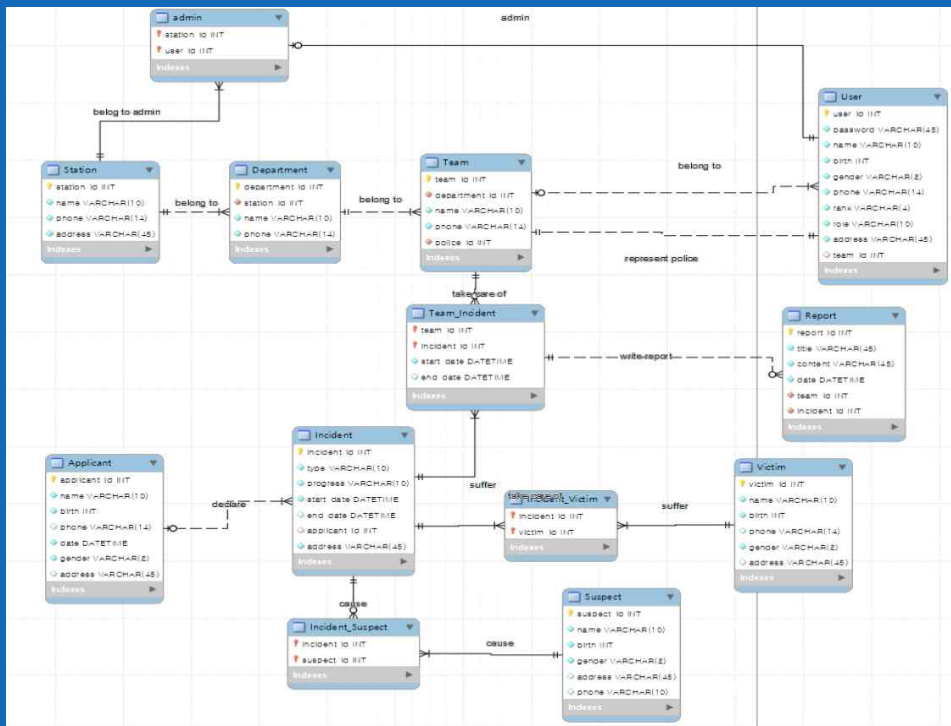 admin
station id INT
user id INT
Indexes
admin
belog to admin
User
user id INT
password VARCHAR(45)
name VARCHAR(10)
birth INT
gender VARCHAR(2)
phone VARCHAR(14)
rank VARCHAR(4)
role VARCHAR(10)
address VARCHAR(45)
team id INT
Indexes
Station
station id INT
name VARCHAR(10)
phone VARCHAR(14)
address VARCHAR(45)
Indexes
belong to
Department
department id INT
station id INT
name VARCHAR(10)
phone VARCHAR(14)
Indexes
belong to
Team
team id INT
department id INT
name VARCHAR(10)
phone VARCHAR(14)
police id INT
Indexes
belong to
represent police
take care of
Team_Incident
team id INT
incident id INT
start date DATETIME
end date DATETIME
Indexes
write report
Report
report id INT
title VARCHAR(45)
content VARCHAR(45)
date DATETIME
team id INT
incident id INT
Indexes
Applicant
applicant id INT
name VARCHAR(10)
birth INT
phone VARCHAR(14)
date DATETIME
gender VARCHAR(2)
address VARCHAR(45)
Indexes
declare
Incident
incident id INT
type VARCHAR(10)
progress VARCHAR(10)
start date DATETIME
end date DATETIME
applicant id INT
address VARCHAR(45)
Indexes
suffer
take care of
Incident_Victim
incident id INT
victim id INT
Indexes
suffer
Victim
victim id INT
name VARCHAR(10)
birth INT
phone VARCHAR(14)
gender VARCHAR(2)
address VARCHAR(45)
Indexes
cause
Incident_Suspect
incident id INT
suspect id INT
Indexes
cause
Suspect
suspect id INT
name VARCHAR(10)
birth INT
gender VARCHAR(2)
address VARCHAR(45)
phone VARCHAR(10)
Indexes